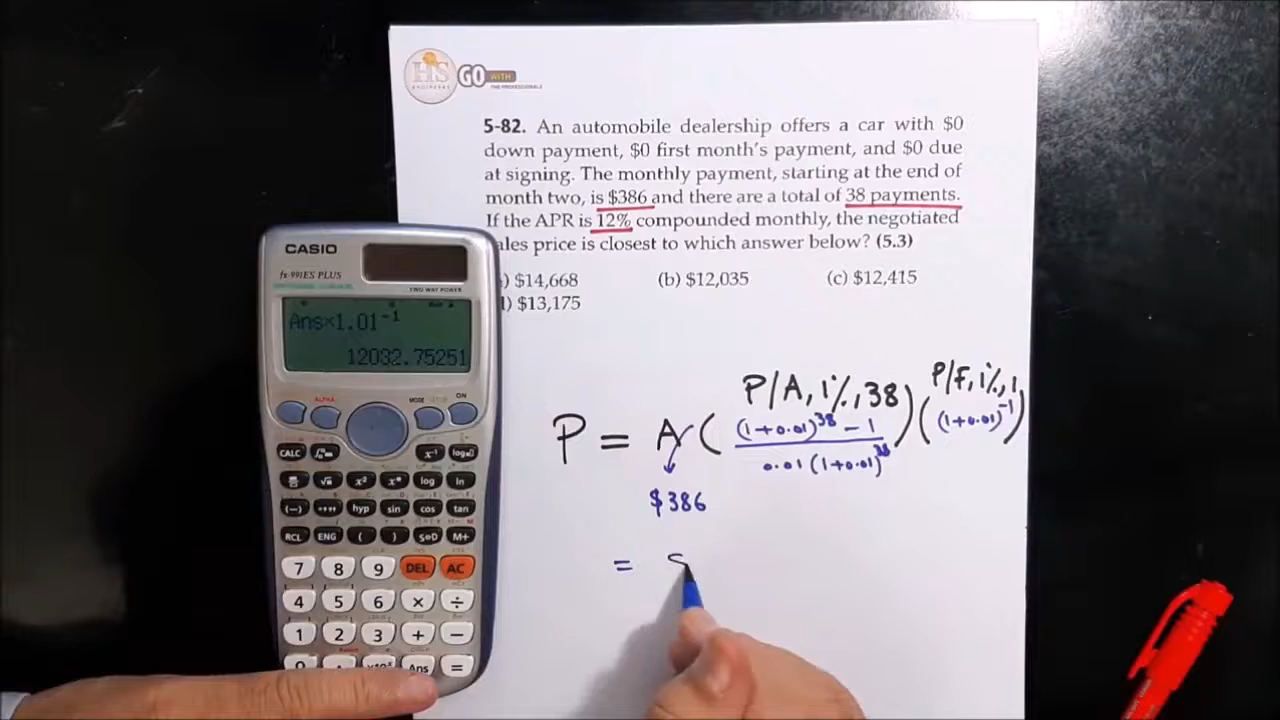 HS
ENGINEERS
GO WITH
THE PROFESSIONALS
5-82. An automobile dealership offers a car with $0
down payment, $0 first month's payment, and $0 due
at signing. The monthly payment, starting at the end of
month two, is $386 and there are a total of 38 payments.
If the APR is 12% compounded monthly, the negotiated
ales price is closest to which answer below? (5.3)
) $14,668 (b) $12,035 (c) $12,415
) $13,175
CASIO
fx-991ES PLUS
TWO WAY POWER
Ans×1.01⁻¹
12032.75251
P/A, 1%, 38 P/F, 1%, 1
P = A ( (1+0.01)³⁸ - 1 ) ( (1+0.01)⁻¹ )
0.01 (1+0.01)³⁸
$386
=
ALPHA MODE SETUP ON
CALC x⁻¹ log
√ x² log ln
(−) hyp sin cos tan
RCL ENG ( ) S⇔D M+
7 8 9 DEL AC
4 5 6 × ÷
1 2 3 + −
0 . Ans =